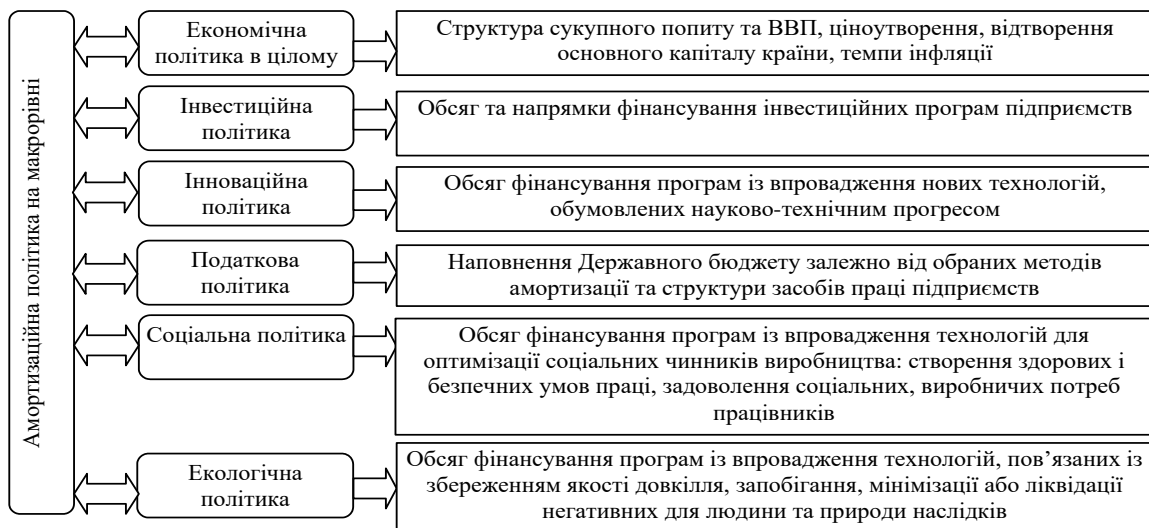 Амортизаційна політика на макрорівні
Економічна
політика в цілому
Структура сукупного попиту та ВВП, ціноутворення, відтворення
основного капіталу країни, темпи інфляції
Інвестиційна
політика
Обсяг та напрямки фінансування інвестиційних програм підприємств
Інноваційна
політика
Обсяг фінансування програм із впровадження нових технологій,
обумовлених науково-технічним прогресом
Податкова
політика
Наповнення Державного бюджету залежно від обраних методів
амортизації та структури засобів праці підприємств
Соціальна політика
Обсяг фінансування програм із впровадження технологій для
оптимізації соціальних чинників виробництва: створення здорових і
безпечних умов праці, задоволення соціальних, виробничих потреб
працівників
Екологічна
політика
Обсяг фінансування програм із впровадження технологій, пов’язаних із
збереженням якості довкілля, запобігання, мінімізації або ліквідації
негативних для людини та природи наслідків